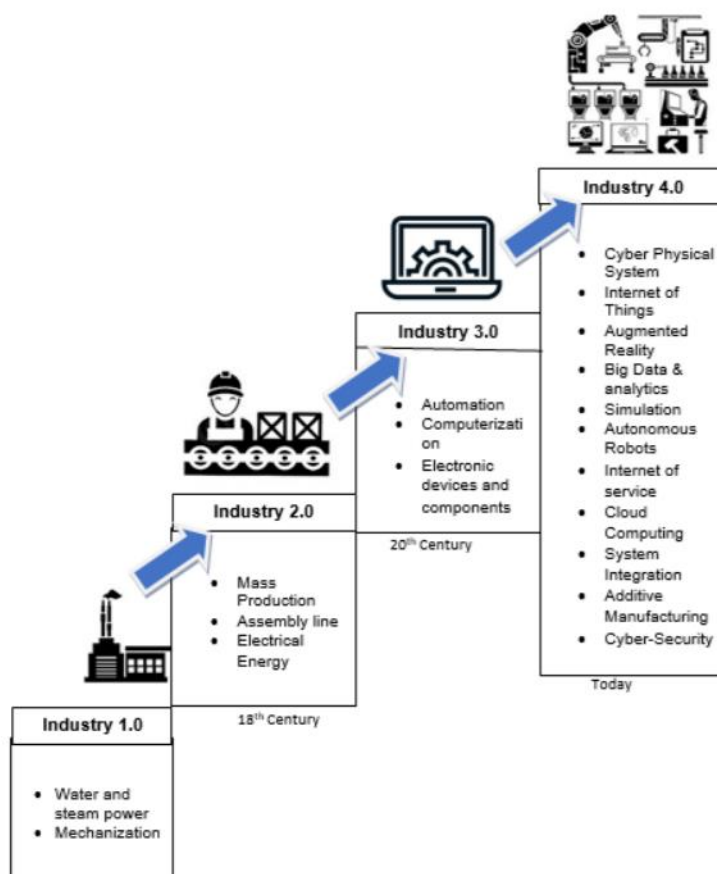 Industry 4.0
• Cyber Physical
System
• Internet of
Things
• Augmented
Reality
• Big Data &
analytics
• Simulation
• Autonomous
Robots
• Internet of
service
• Cloud
Computing
• System
Integration
• Additive
Manufacturing
• Cyber-Security
Today
Industry 3.0
• Automation
• Computerizati
on
• Electronic
devices and
components
20th Century
Industry 2.0
• Mass
Production
• Assembly line
• Electrical
Energy
18th Century
Industry 1.0
• Water and
steam power
• Mechanization